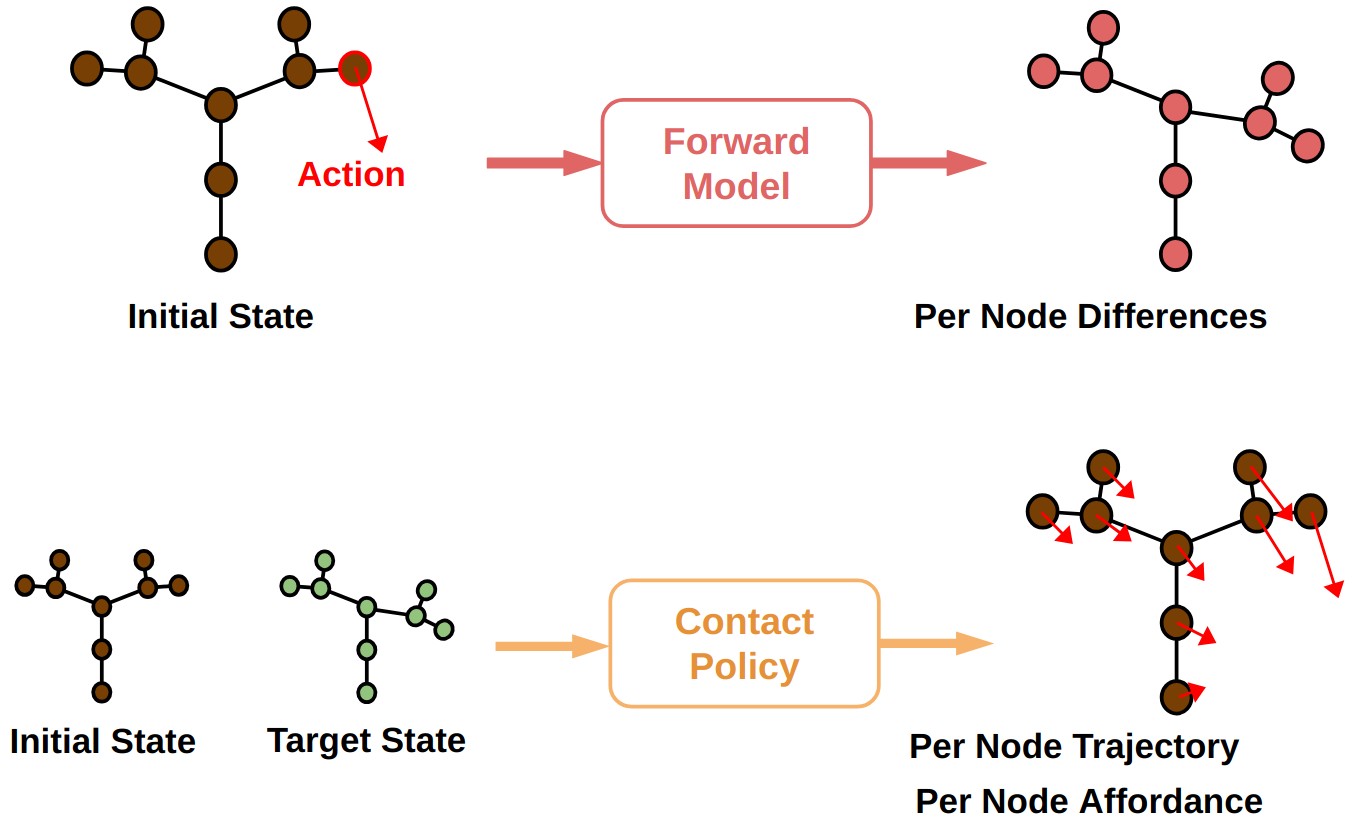 Action
Forward
Model
Initial State
Per Node Differences
Contact
Policy
Initial State
Target State
Per Node Trajectory
Per Node Affordance